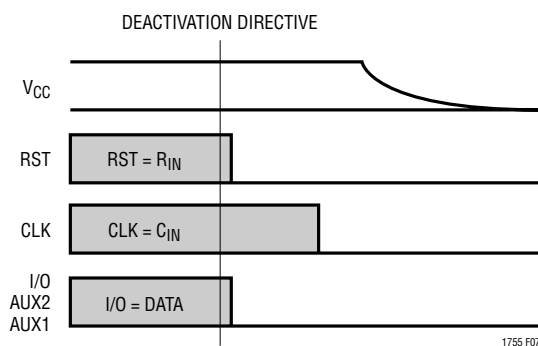 DEACTIVATION DIRECTIVE
VCC
RST
RST = RIN
CLK
CLK = CIN
I/O
AUX2
AUX1
I/O = DATA
1755 F07